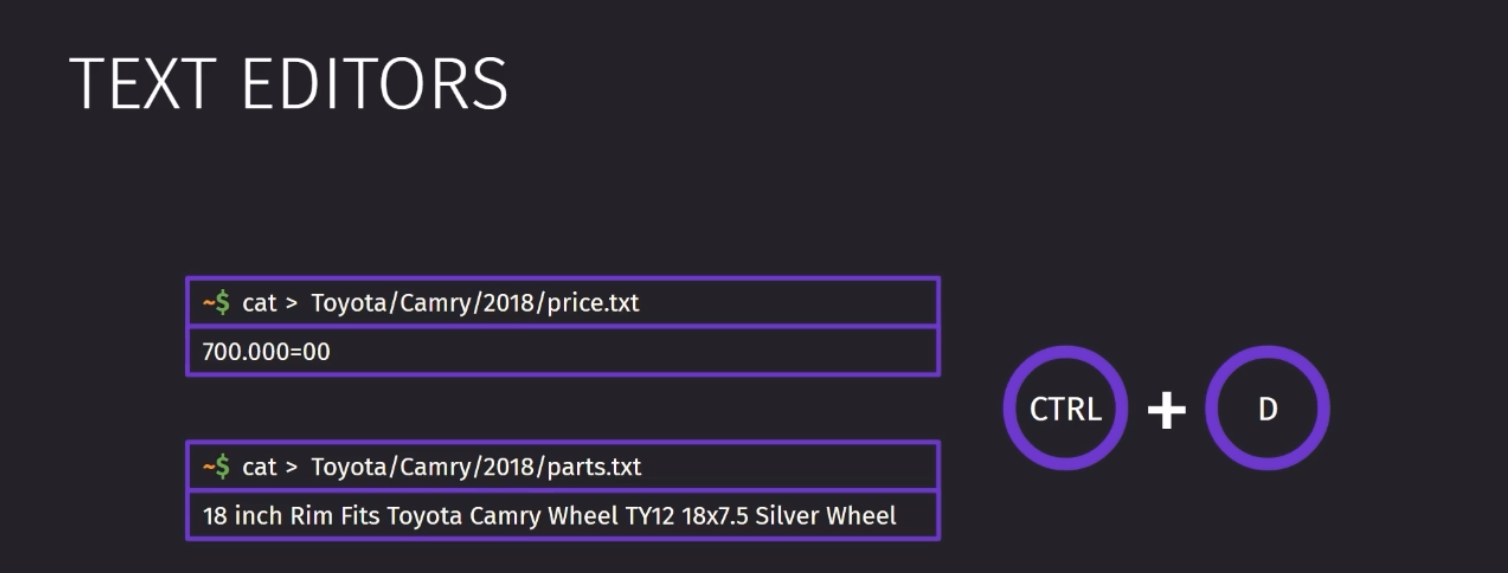 TEXT EDITORS
~$ cat > Toyota/Camry/2018/price.txt
700.000=00
~$ cat > Toyota/Camry/2018/parts.txt
18 inch Rim Fits Toyota Camry Wheel TY12 18x7.5 Silver Wheel
CTRL + D